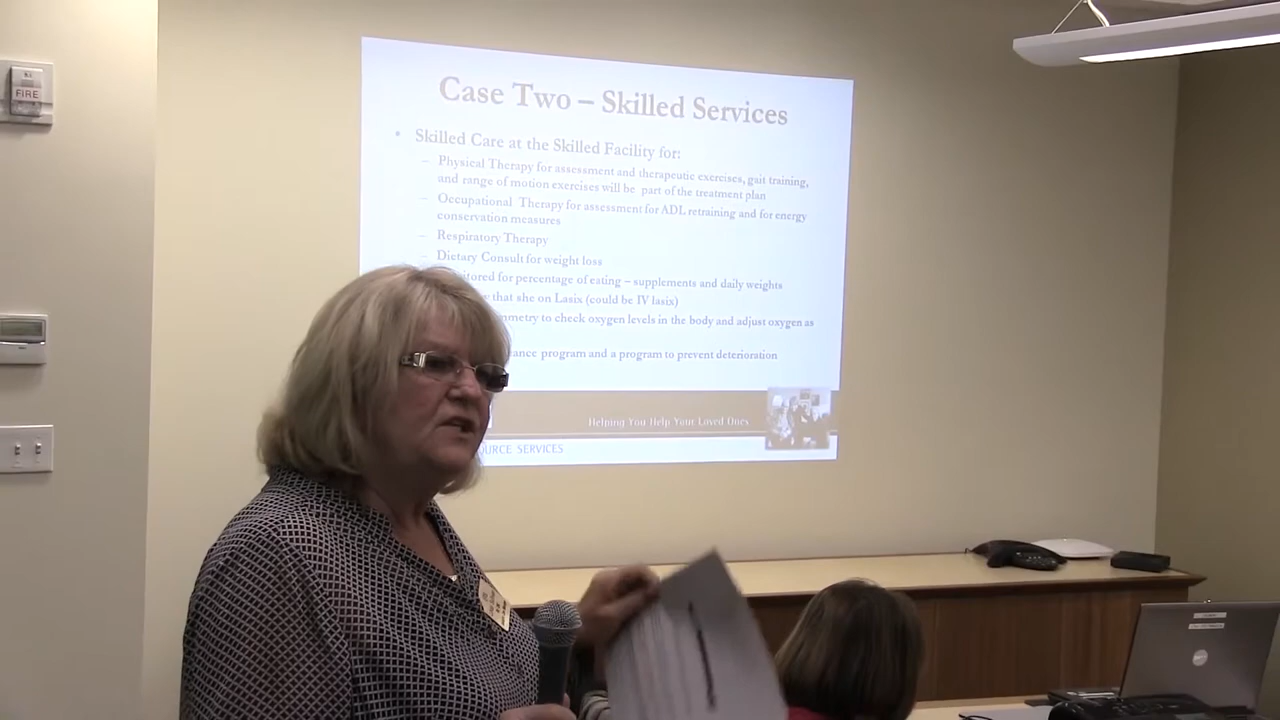 FIRE
Case Two – Skilled Services
• Skilled Care at the Skilled Facility for:
– Physical Therapy for assessment and therapeutic exercises, gait training,
and range of motion exercises will be part of the treatment plan
– Occupational Therapy for assessment for ADL retraining and for energy
conservation measures
– Respiratory Therapy
– Dietary Consult for weight loss
itored for percentage of eating – supplements and daily weights
that she on Lasix (could be IV lasix)
mmetry to check oxygen levels in the body and adjust oxygen as
ance program and a program to prevent deterioration
Helping You Help Your Loved Ones
OURCE SERVICES